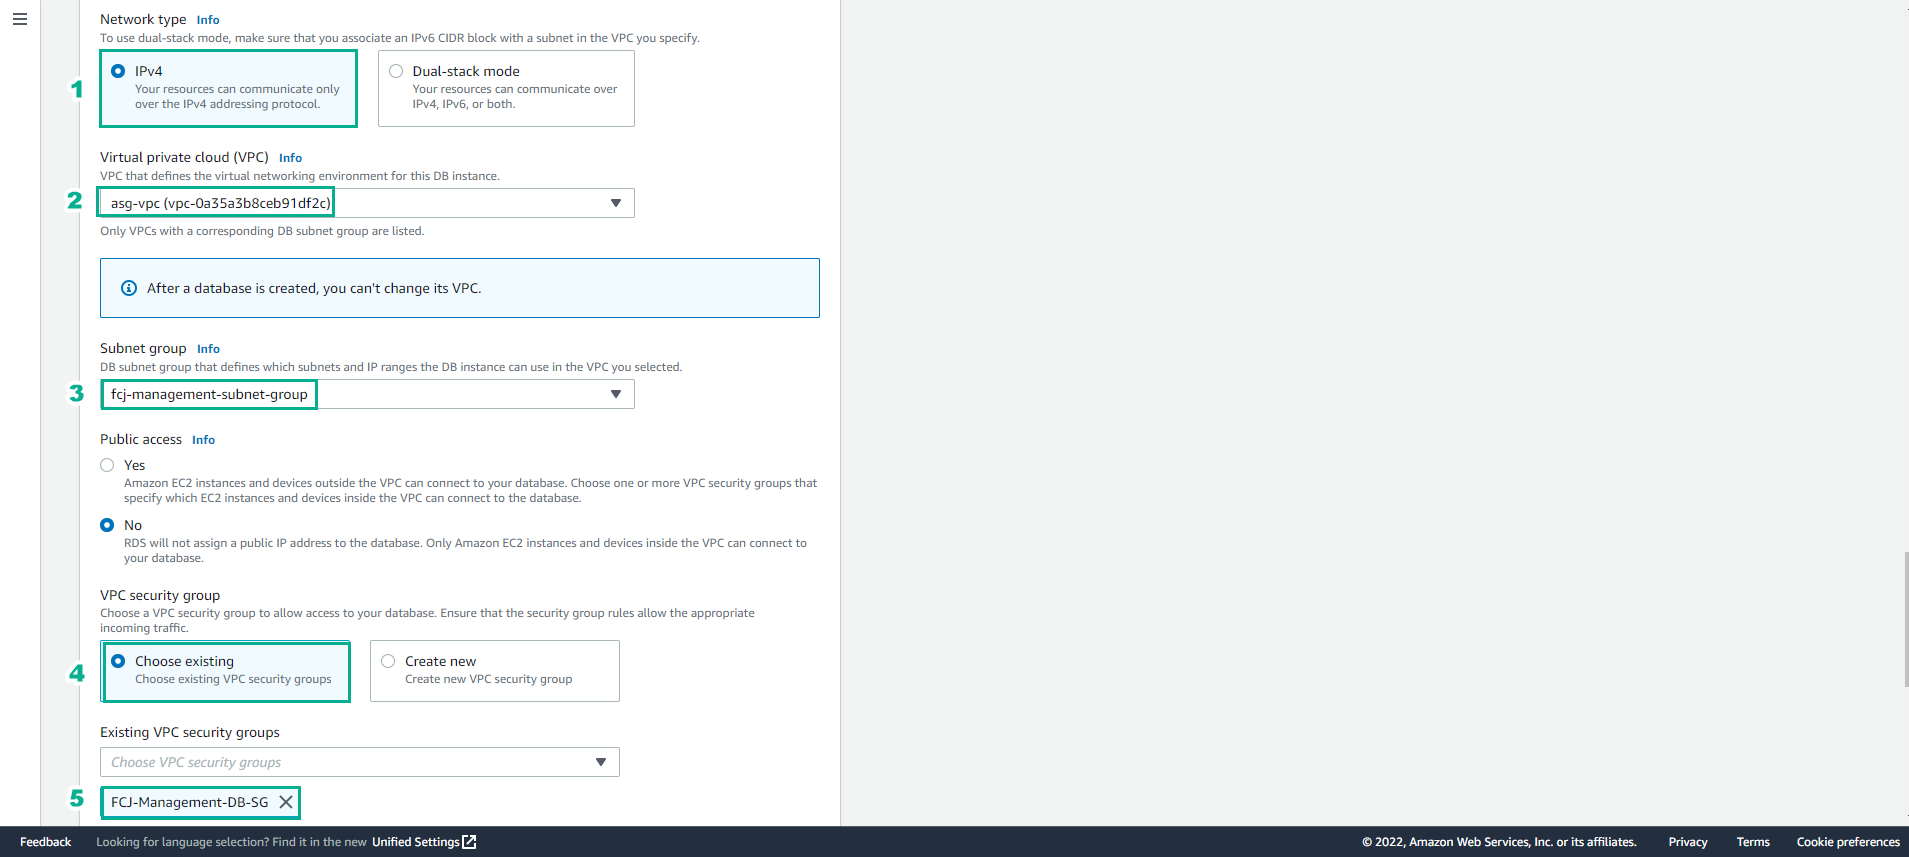 Network type Info
To use dual-stack mode, make sure that you associate an IPv6 CIDR block with a subnet in the VPC you specify.
1
IPv4
Your resources can communicate only
over the IPv4 addressing protocol.
Dual-stack mode
Your resources can communicate over
IPv4, IPv6, or both.
Virtual private cloud (VPC) Info
VPC that defines the virtual networking environment for this DB instance.
2
asg-vpc (vpc-0a35a3b8ceb91df2c)
Only VPCs with a corresponding DB subnet group are listed.
After a database is created, you can't change its VPC.
Subnet group Info
DB subnet group that defines which subnets and IP ranges the DB instance can use in the VPC you selected.
3
fcj-management-subnet-group
Public access Info
Yes
Amazon EC2 instances and devices outside the VPC can connect to your database. Choose one or more VPC security groups that
specify which EC2 instances and devices inside the VPC can connect to the database.
No
RDS will not assign a public IP address to the database. Only Amazon EC2 instances and devices inside the VPC can connect to
your database.
VPC security group
Choose a VPC security group to allow access to your database. Ensure that the security group rules allow the appropriate
incoming traffic.
4
Choose existing
Choose existing VPC security groups
Create new
Create new VPC security group
Existing VPC security groups
Choose VPC security groups
5
FCJ-Management-DB-SG
Feedback Looking for language selection? Find it in the new Unified Settings © 2022, Amazon Web Services, Inc. or its affiliates. Privacy Terms Cookie preferences